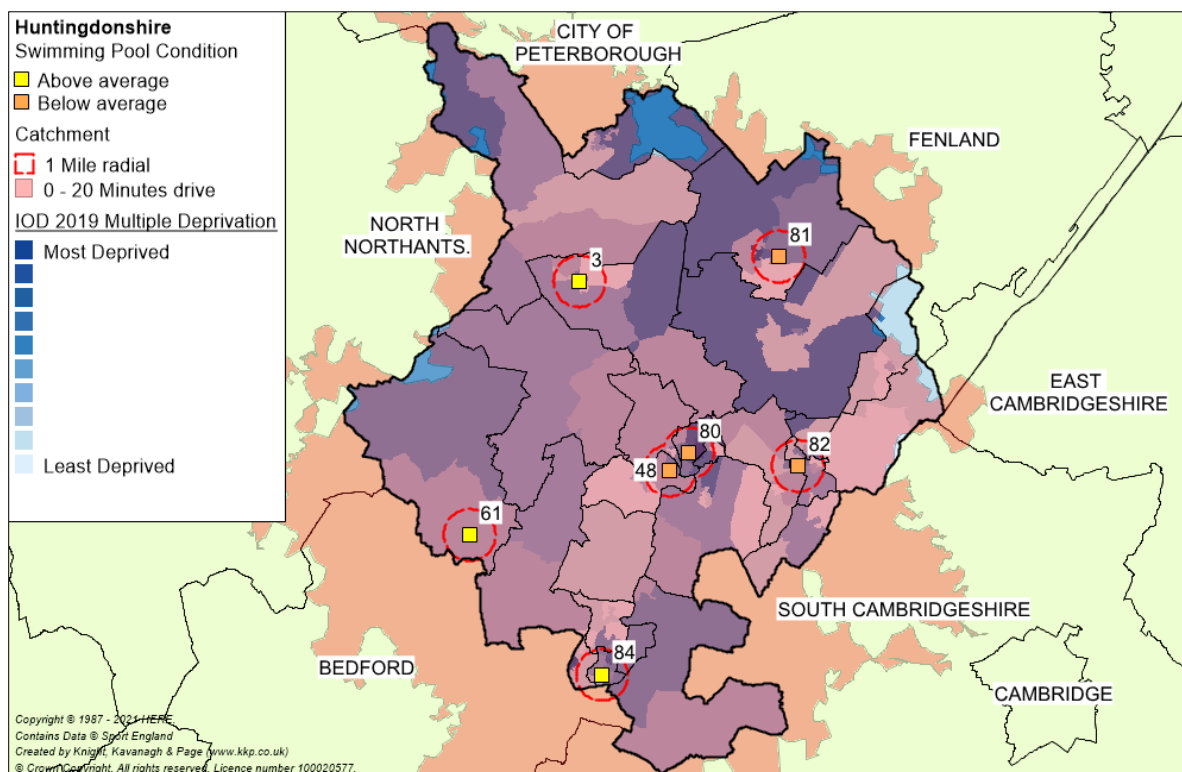 Huntingdonshire
Swimming Pool Condition
Above average
Below average
Catchment
1 Mile radial
0 - 20 Minutes drive
IOD 2019 Multiple Deprivation
Most Deprived
Least Deprived
CITY OF
PETERBOROUGH
FENLAND
NORTH
NORTHANTS.
81
3
EAST
CAMBRIDGESHIRE
80
82
48
61
SOUTH CAMBRIDGESHIRE
84
BEDFORD
CAMBRIDGE
Copyright © 1987 - 2021 HERE.
Contains Data © Sport England
Created by Knight, Kavanagh & Page (www.kkp.co.uk)
© Crown Copyright. All rights reserved. Licence number 100020577.